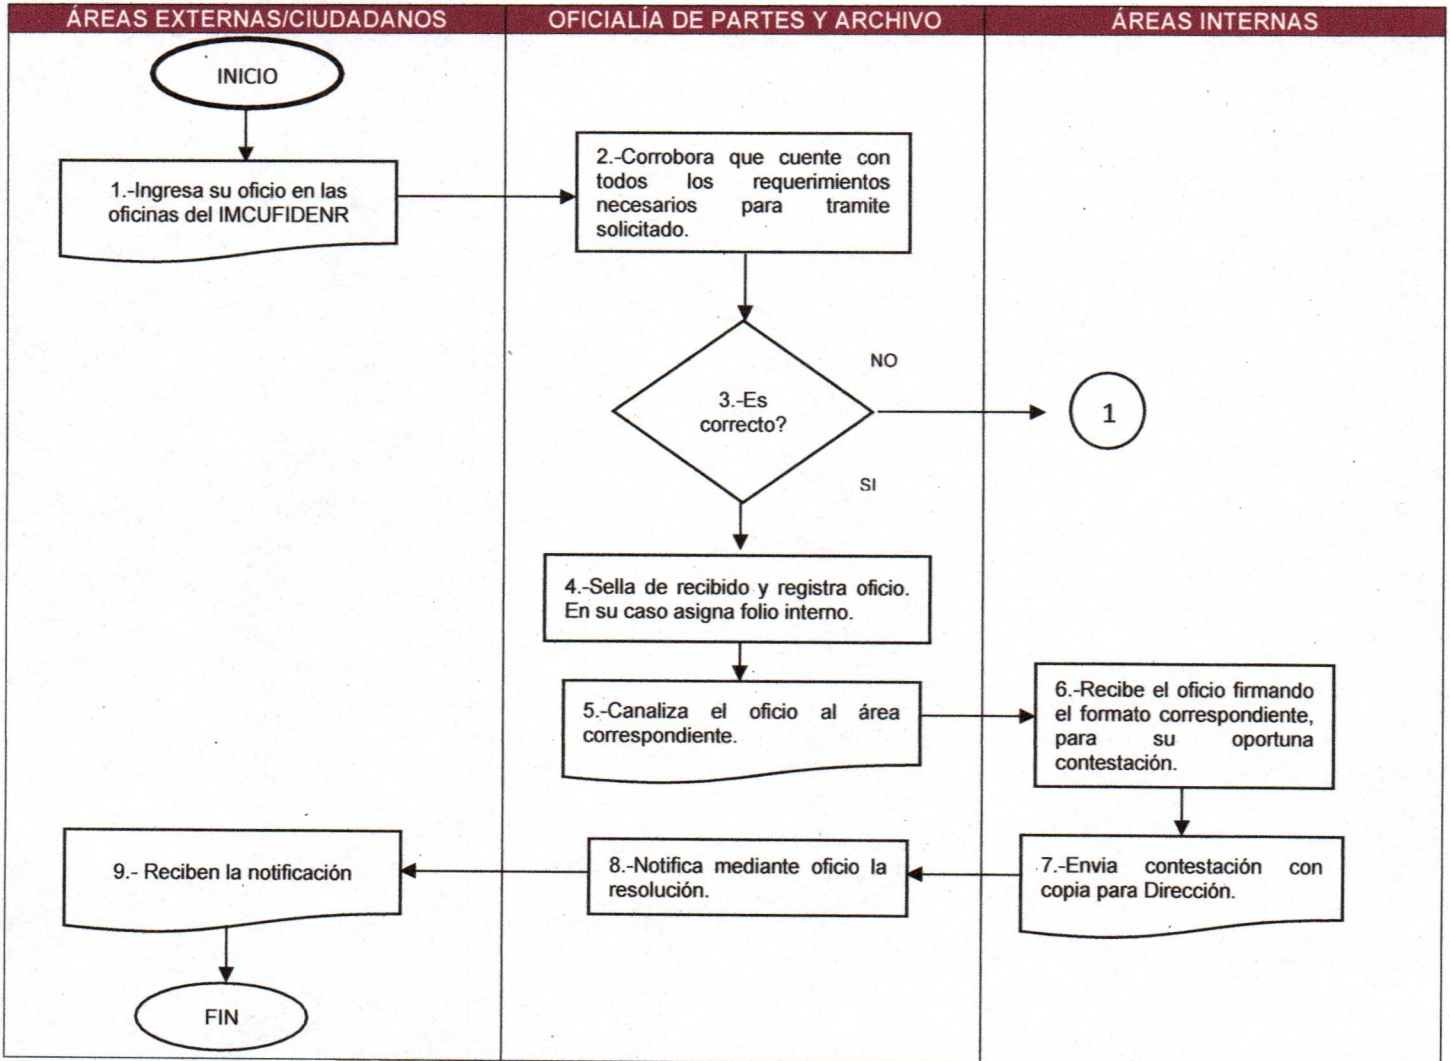 ÁREAS EXTERNAS/CIUDADANOS
OFICIALÍA DE PARTES Y ARCHIVO
ÁREAS INTERNAS
INICIO
1.-Ingresa su oficio en las
oficinas del IMCUFIDENR
2.-Corrobora que cuente con
todos los requerimientos
necesarios para tramite
solicitado.
NO
3.-Es
correcto?
1
SI
4.-Sella de recibido y registra oficio.
En su caso asigna folio interno.
5.-Canaliza el oficio al área
correspondiente.
6.-Recibe el oficio firmando
el formato correspondiente,
para su oportuna
contestación.
7.-Envia contestación con
copia para Dirección.
8.-Notifica mediante oficio la
resolución.
9.- Reciben la notificación
FIN